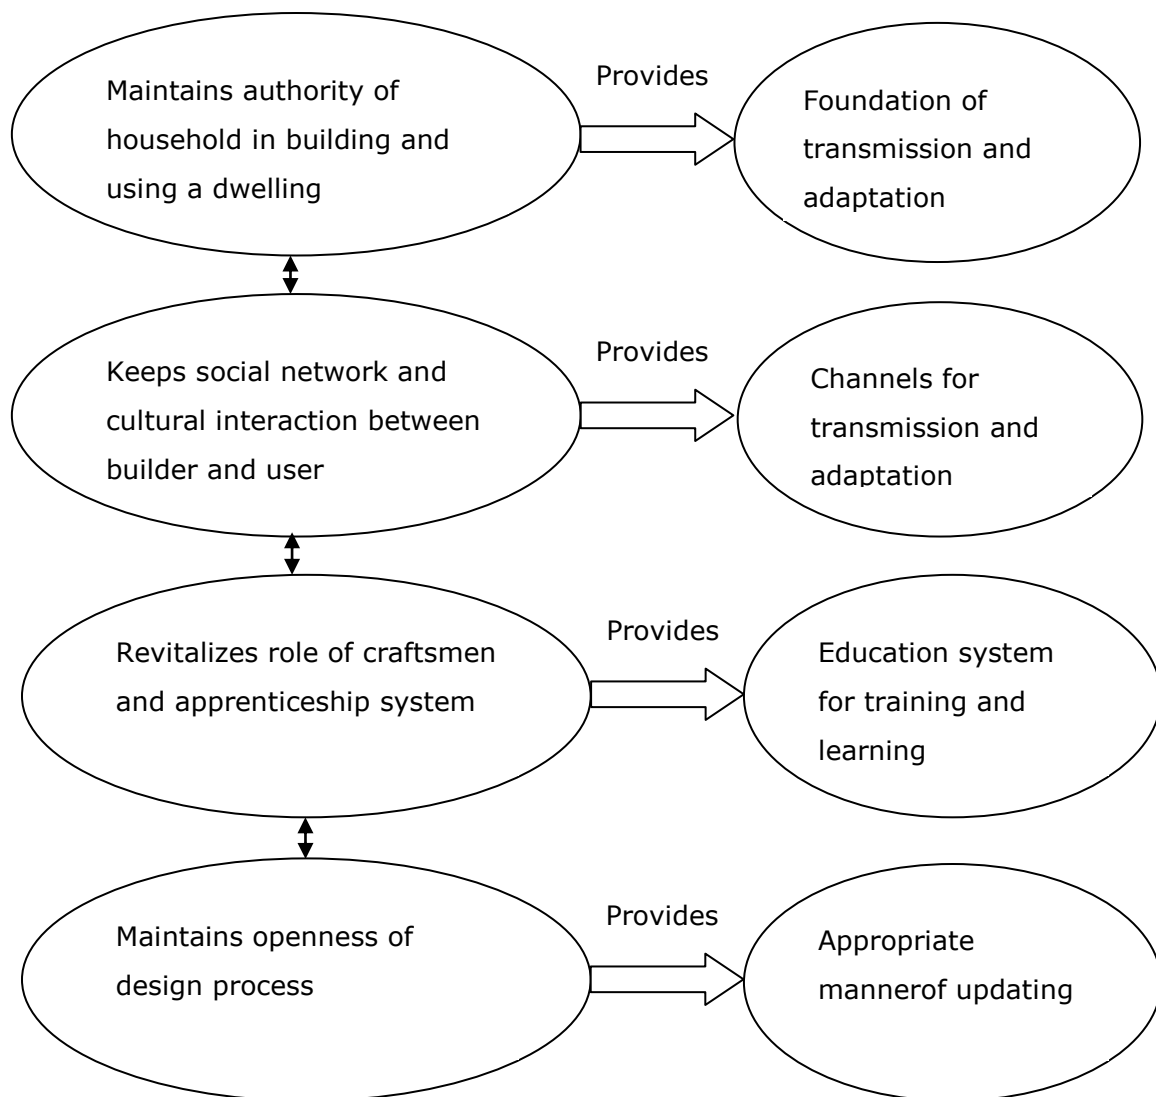 Maintains authority of
household in building and
using a dwelling
Provides
Foundation of
transmission and
adaptation
Keeps social network and
cultural interaction between
builder and user
Provides
Channels for
transmission and
adaptation
Revitalizes role of craftsmen
and apprenticeship system
Provides
Education system
for training and
learning
Maintains openness of
design process
Provides
Appropriate
mannerof updating